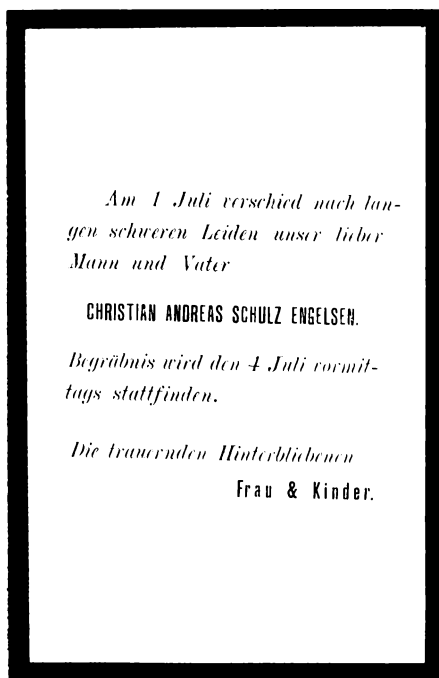 Am 1 Juli verschied nach lan-
gen schweren Leiden unser lieber
Mann und Vater
CHRISTIAN ANDREAS SCHULZ ENGELSEN.
Begräbnis wird den 4 Juli vormit-
tags stattfinden.
Die trauernden Hinterbliebenen
Frau & Kinder.